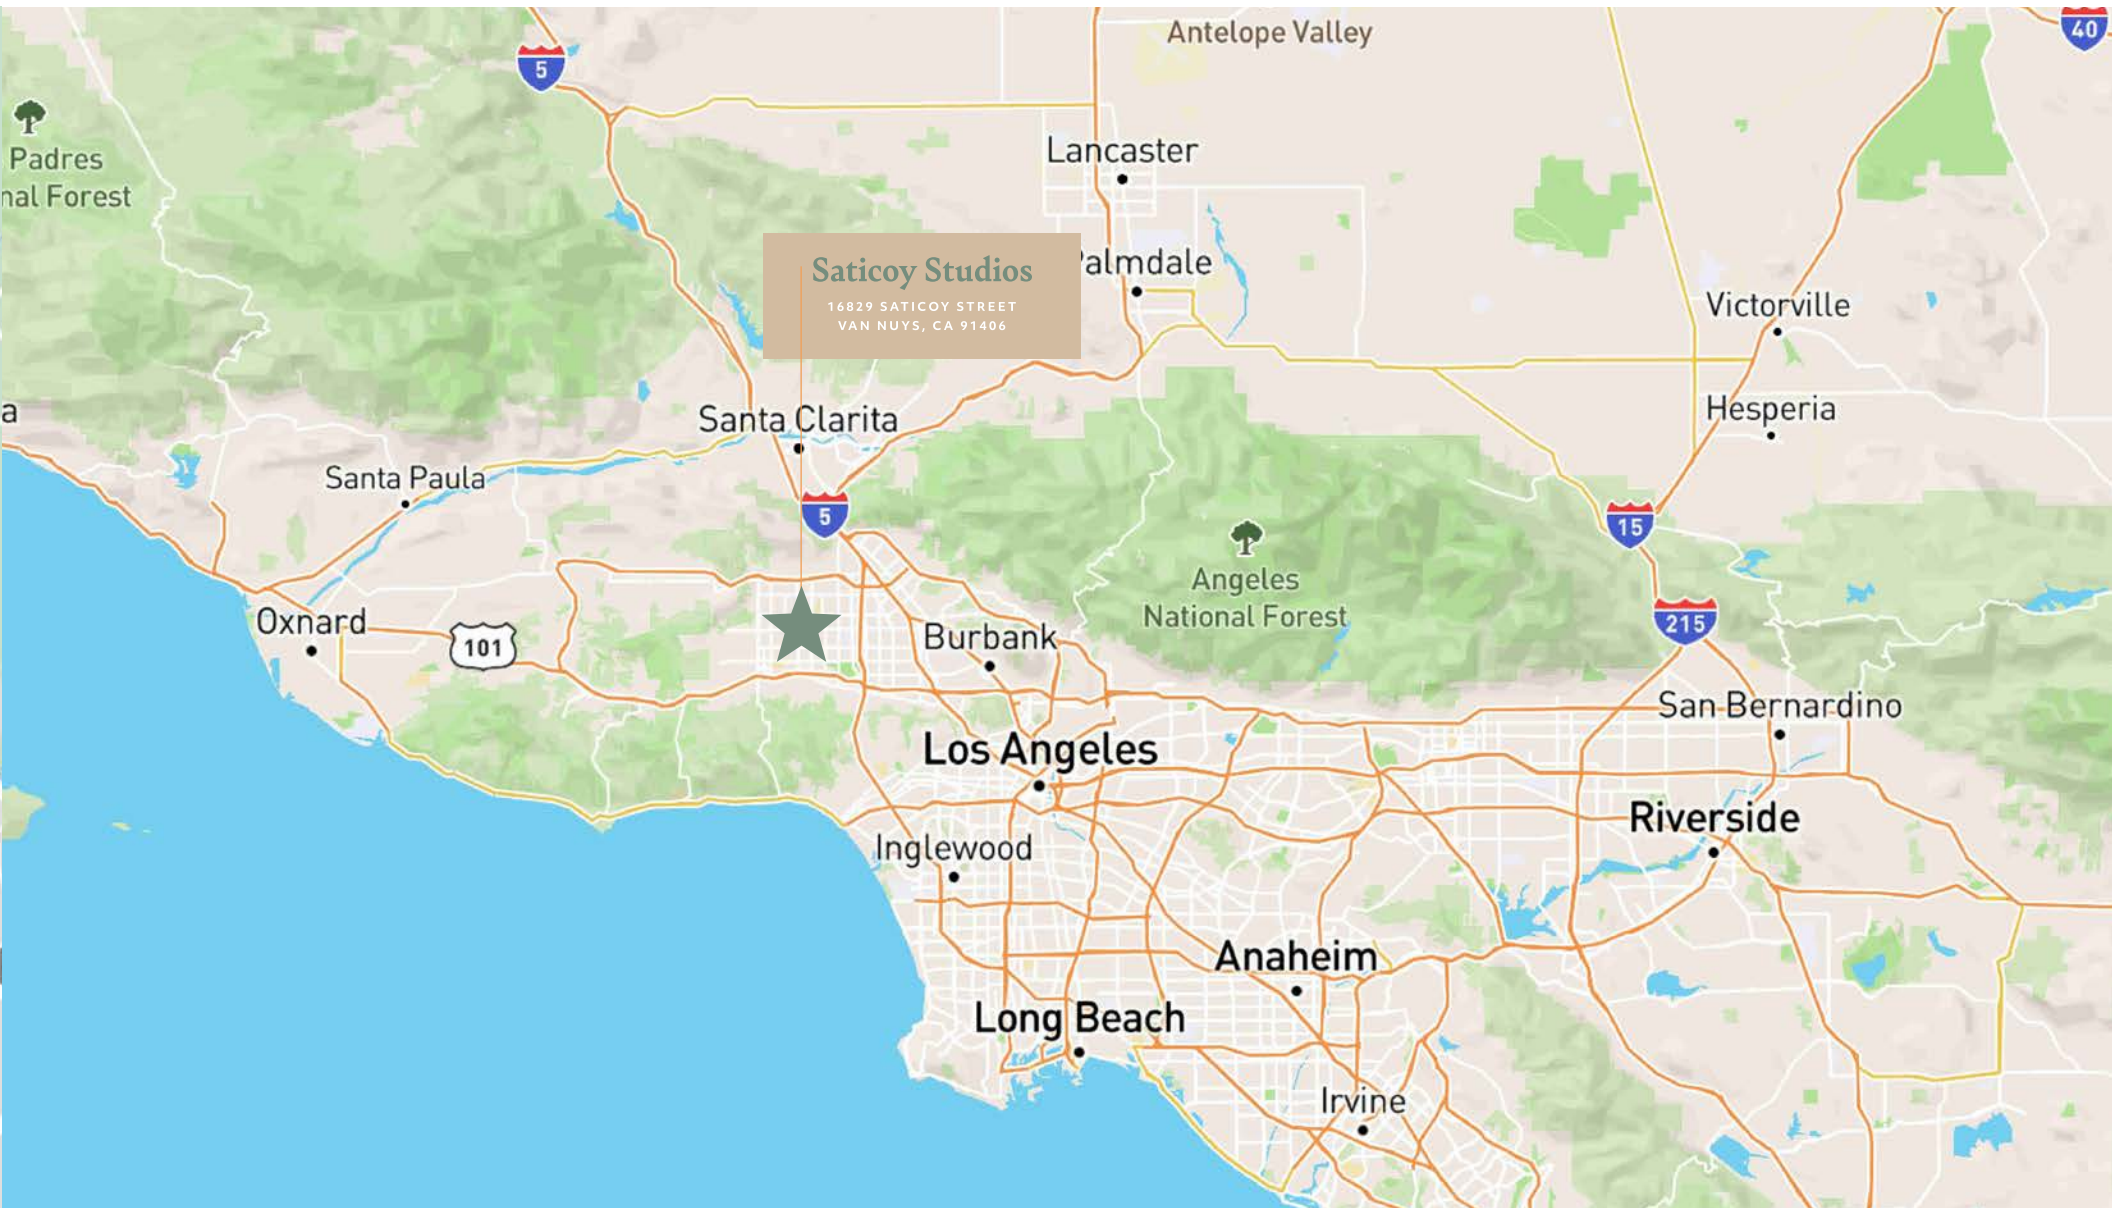 Antelope Valley
40
5
Padres
nal Forest
Lancaster
Saticoy Studios
16829 SATICOY STREET
VAN NUYS, CA 91406
Palmdale
Victorville
a
Santa Clarita
Hesperia
Santa Paula
5
15
Angeles
National Forest
Oxnard
101
Burbank
215
San Bernardino
Los Angeles
Riverside
Inglewood
Anaheim
Long Beach
Irvine